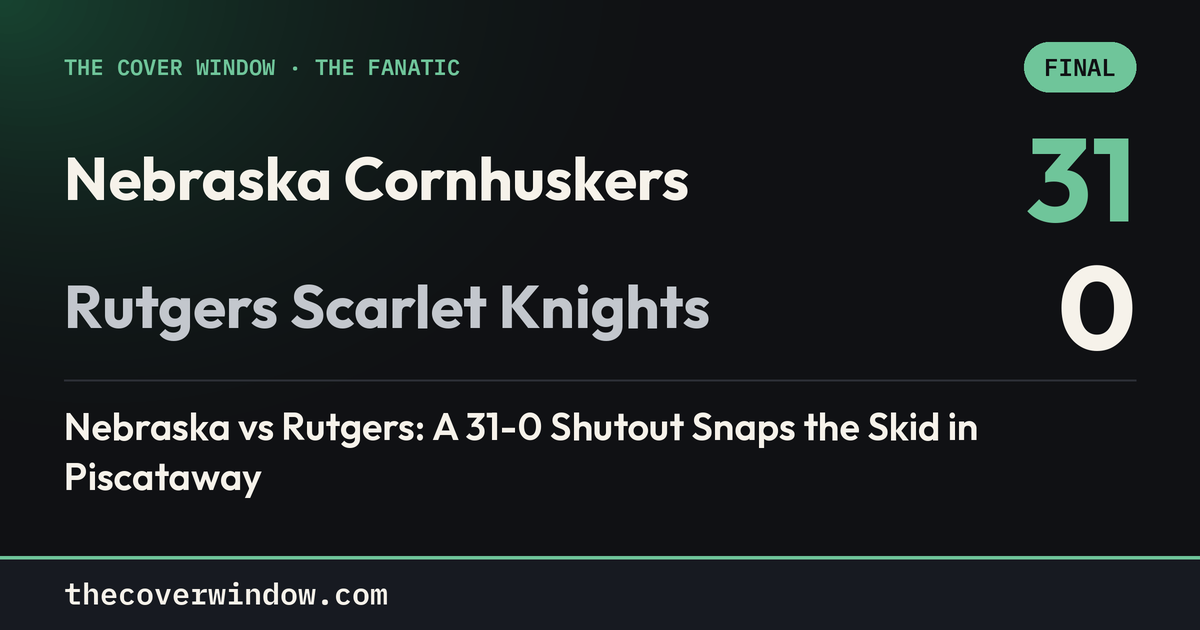 THE COVER WINDOW · THE FANATIC
FINAL
Nebraska Cornhuskers 31
Rutgers Scarlet Knights 0
Nebraska vs Rutgers: A 31-0 Shutout Snaps the Skid in
Piscataway
thecoverwindow.com